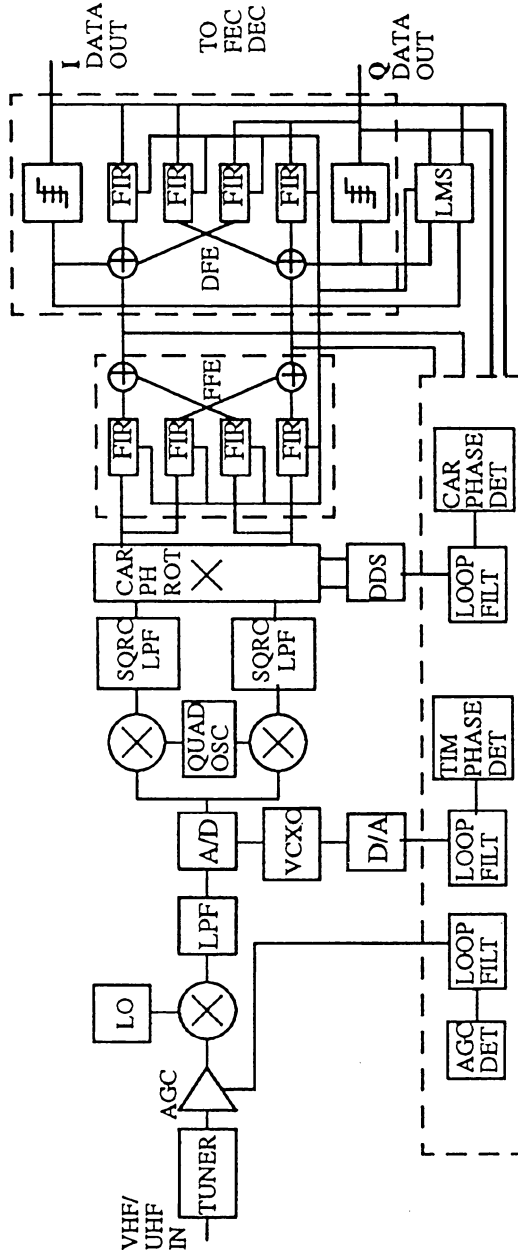 VHF/
UHF
IN
TUNER
AGC
LO
LPF
A/D
VCXO
D/A
QUAD
OSC
SQRC
LPF
SQRC
LPF
CAR
PH
ROT
DDS
FIR
FIR
FIR
FIR
FFE
FIR
FIR
FIR
FIR
DFE
LMS
I
DATA
OUT
TO
FEC
DEC
Q
DATA
OUT
AGC
DET
LOOP
FILT
LOOP
FILT
TIM
PHASE
DET
LOOP
FILT
CAR
PHASE
DET